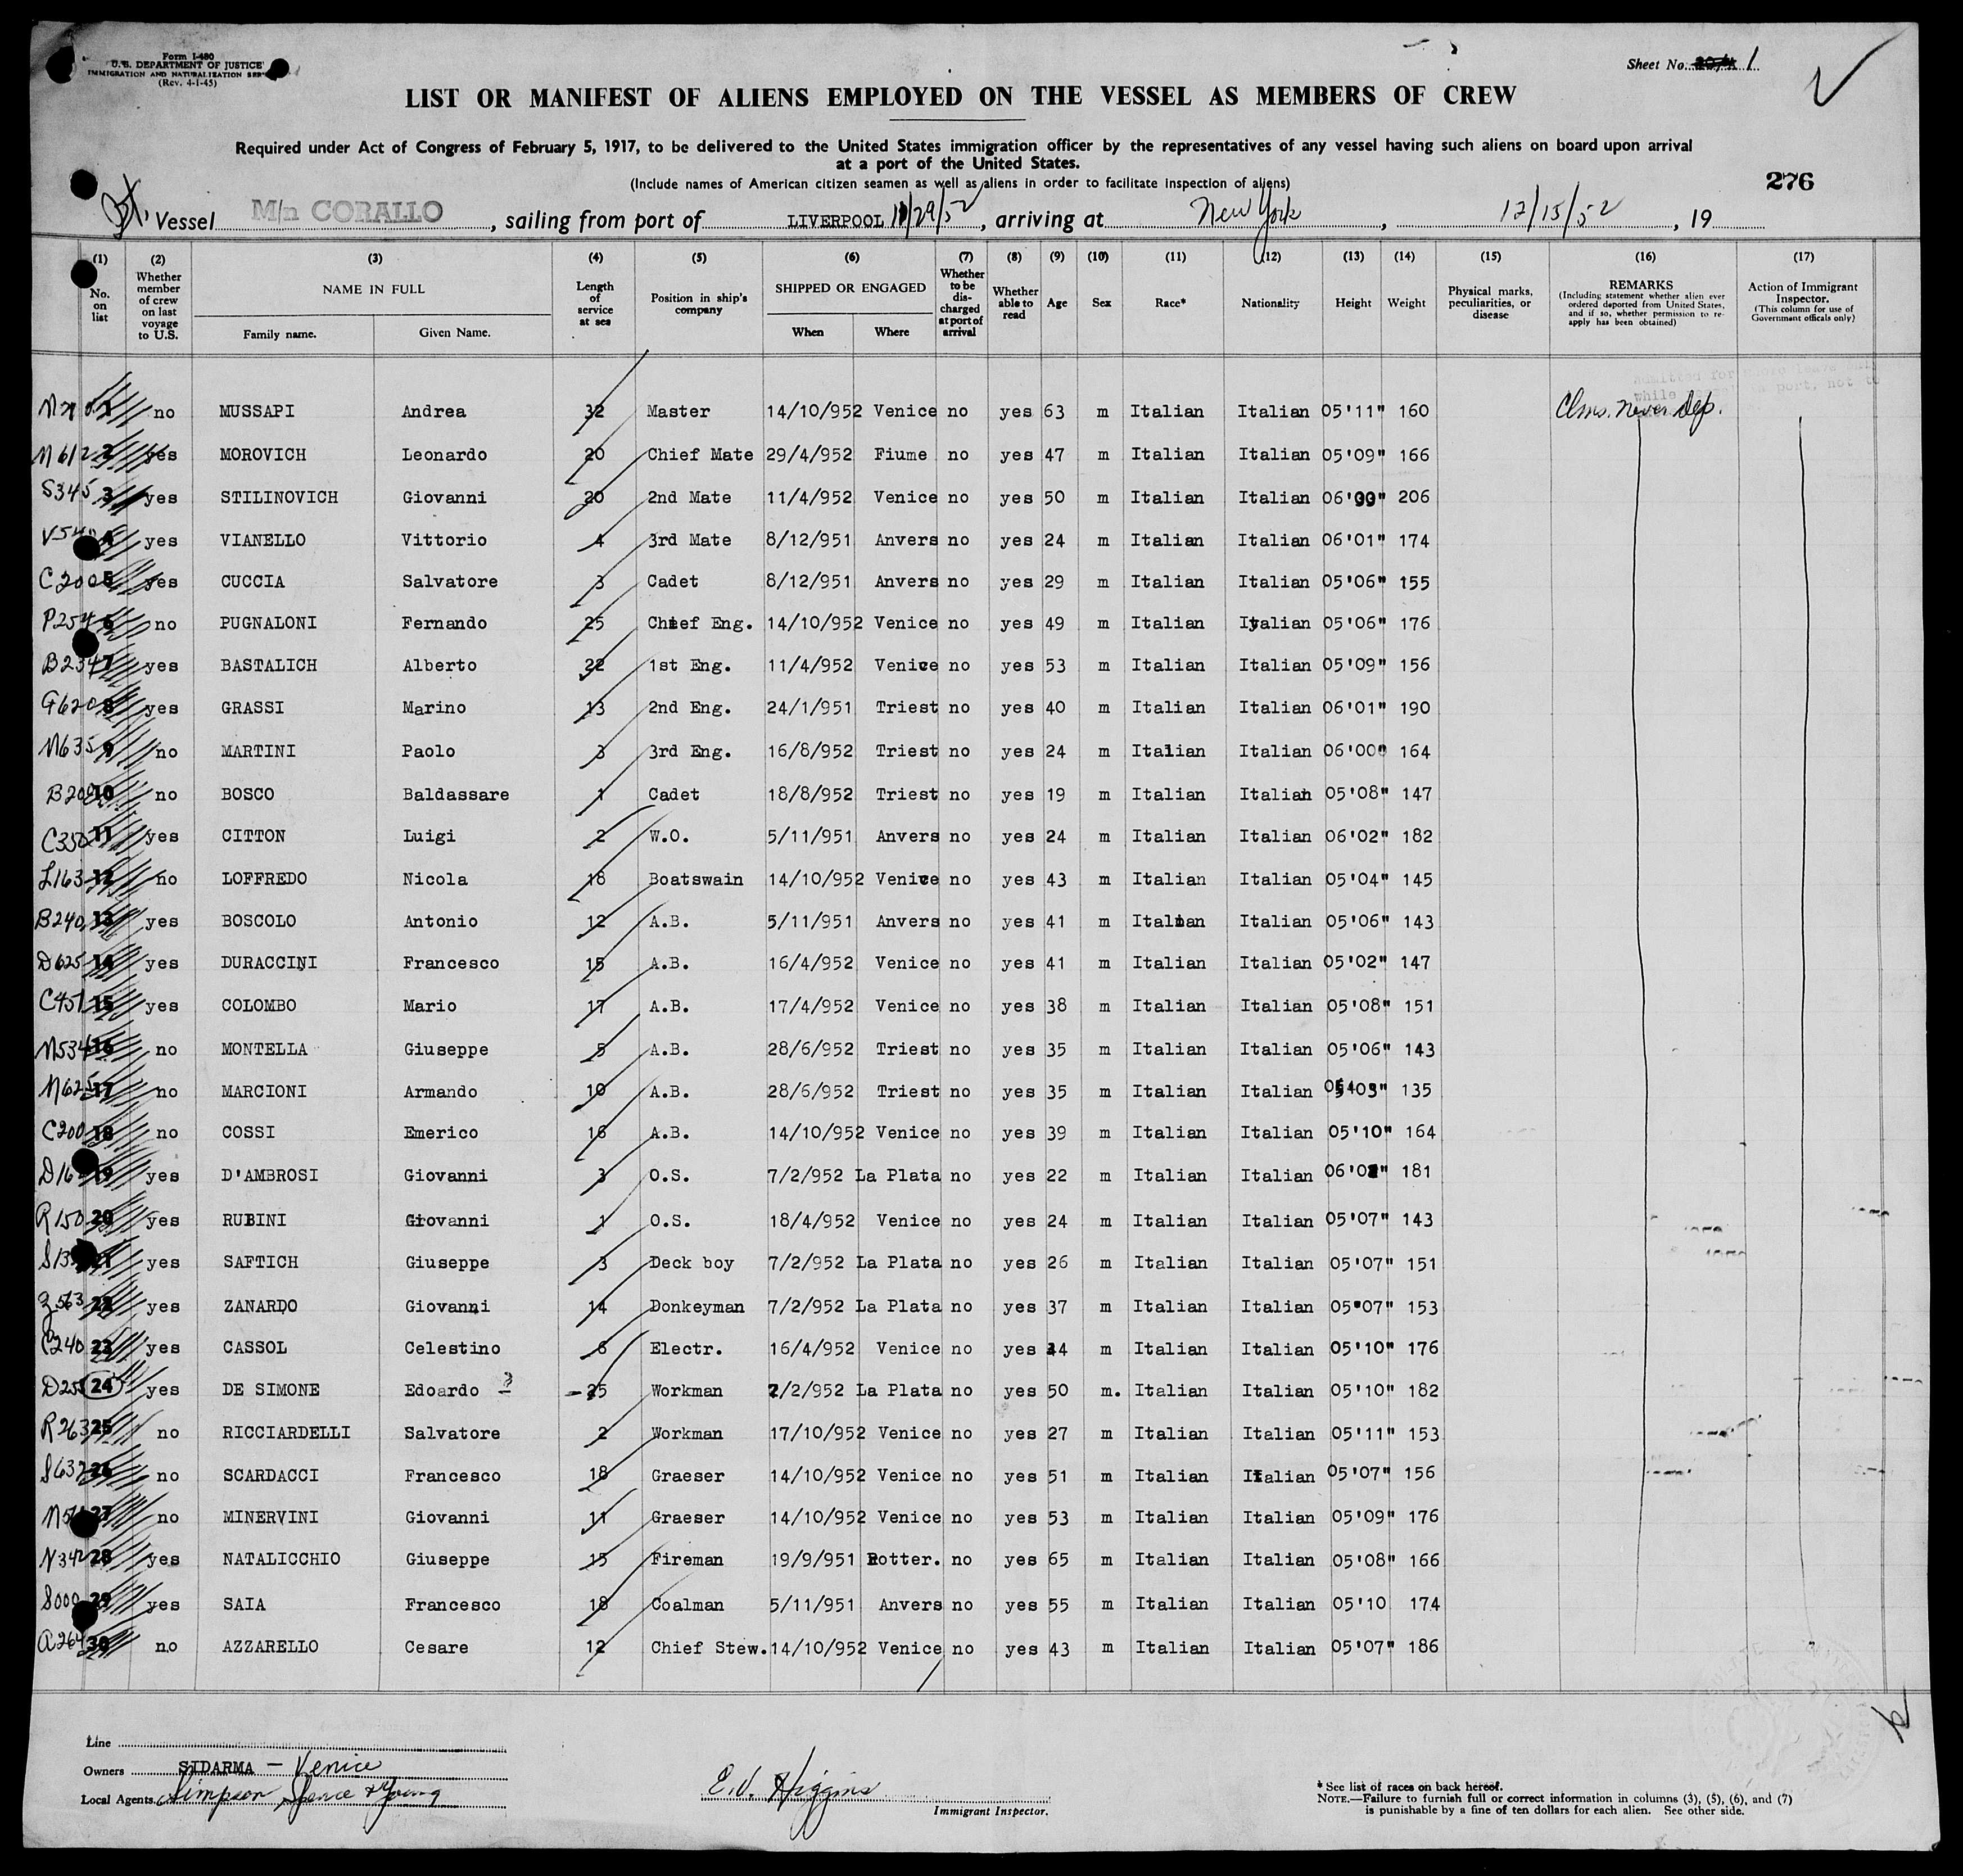 Form I-480
U.S. DEPARTMENT OF JUSTICE
IMMIGRATION AND NATURALIZATION
(Rev. 4-1-45)
Sheet No. 1
LIST OR MANIFEST OF ALIENS EMPLOYED ON THE VESSEL AS MEMBERS OF CREW
Required under Act of Congress of February 5, 1917, to be delivered to the United States immigration officer by the representatives of any vessel having such aliens on board upon arrival
at a port of the United States.
(Include names of American citizen seamen as well as aliens in order to facilitate inspection of aliens)
276
Vessel M/n CORALLO, sailing from port of LIVERPOOL 11/29/52, arriving at New York, 12/15/52, 19
(1) (2) (3) (4) (5) (6) (7) (8) (9) (10) (11) (12) (13) (14) (15) (16) (17)
No. on list Whether member of crew on last voyage to U.S. NAME IN FULL Family name. Given Name. Length of service at sea Position in ship's company SHIPPED OR ENGAGED When Where Whether to be discharged at port of arrival Whether able to read Age Sex Race* Nationality Height Weight Physical marks, peculiarities, or disease REMARKS (Including statement whether alien ever ordered deported from United States, and if so, whether permission to re-apply has been obtained) Action of Immigrant Inspector. (This column for use of Government officals only)
1 no MUSSAPI Andrea 32 Master 14/10/952 Venice no yes 63 m Italian Italian 05'11" 160 Clms. never dep.
M612 2 yes MOROVICH Leonardo 20 Chief Mate 29/4/952 Fiume no yes 47 m Italian Italian 05'09" 166
S345 3 yes STILINOVICH Giovanni 20 2nd Mate 11/4/952 Venice no yes 50 m Italian Italian 206
4 yes VIANELLO Vittorio 4 3rd Mate 8/12/951 Anvers no yes 24 m Italian Italian 06'01" 174
C200 5 yes CUCCIA Salvatore 3 Cadet 8/12/951 Anvers no yes 29 m Italian Italian 05'06" 155
P254 6 no PUGNALONI Fernando 25 Chief Eng. 14/10/952 Venice no yes 49 m Italian Iyalian 05'06" 176
B234 7 yes BASTALICH Alberto 22 1st Eng. 11/4/952 Venice no yes 53 m Italian Italian 05'09" 156
G620 8 yes GRASSI Marino 13 2nd Eng. 24/1/951 Triest no yes 40 m Italian Italian 06'01" 190
M635 9 no MARTINI Paolo 3 3rd Eng. 16/8/952 Triest no yes 24 m Italian Italian 06'00" 164
B200 10 no BOSCO Baldassare 1 Cadet 18/8/952 Triest no yes 19 m Italian Italian 05'08" 147
C350 11 yes CITTON Luigi 2 W.O. 5/11/951 Anvers no yes 24 m Italian Italian 06'02" 182
L163 12 no LOFFREDO Nicola 18 Boatswain 14/10/952 Venice no yes 43 m Italian Italian 05'04" 145
B240 13 yes BOSCOLO Antonio 12 A.B. 5/11/951 Anvers no yes 41 m Italian Italian 05'06" 143
D625 14 yes DURACCINI Francesco 15 A.B. 16/4/952 Venice no yes 41 m Italian Italian 05'02" 147
C451 15 yes COLOMBO Mario 17 A.B. 17/4/952 Venice no yes 38 m Italian Italian 05'08" 151
M534 16 no MONTELLA Giuseppe 5 A.B. 28/6/952 Triest no yes 35 m Italian Italian 05'06" 143
M625 17 no MARCIONI Armando 10 A.B. 28/6/952 Triest no yes 35 m Italian Italian 135
C200 18 no COSSI Emerico 16 A.B. 14/10/952 Venice no yes 39 m Italian Italian 05'10" 164
19 yes D'AMBROSI Giovanni 3 O.S. 7/2/952 La Plata no yes 22 m Italian Italian 181
R150 20 yes RUBINI Giovanni 1 O.S. 18/4/952 Venice no yes 24 m Italian Italian 05'07" 143
21 yes SAFTICH Giuseppe 3 Deck boy 7/2/952 La Plata no yes 26 m Italian Italian 05'07" 151
Z563 22 yes ZANARDO Giovanni 14 Donkeyman 7/2/952 La Plata no yes 37 m Italian Italian 05'07" 153
C240 23 yes CASSOL Celestino 6 Electr. 16/4/952 Venice no yes m Italian Italian 05'10" 176
D255 24 yes DE SIMONE Edoardo ? 25 Workman 7/2/952 La Plata no yes 50 m. Italian Italian 05'10" 182
R263 25 no RICCIARDELLI Salvatore 2 Workman 17/10/952 Venice no yes 27 m Italian Italian 05'11" 153
S632 26 no SCARDACCI Francesco 18 Graeser 14/10/952 Venice no yes 51 m Italian Italian 05'07" 156
27 no MINERVINI Giovanni 11 Graeser 14/10/952 Venice no yes 53 m Italian Italian 05'09" 176
N342 28 yes NATALICCHIO Giuseppe 15 Fireman 19/9/951 Rotter. no yes 65 m Italian Italian 05'08" 166
S000 29 yes SAIA Francesco 18 Coalman 5/11/951 Anvers no yes 55 m Italian Italian 05'10 174
A264 30 no AZZARELLO Cesare 12 Chief Stew. 14/10/952 Venice no yes 43 m Italian Italian 05'07" 186
Line
Owners SIDARMA - Venice
Local Agents. Simpson Spence & Young
E.V. Higgins
Immigrant Inspector.
* See list of races on back hereof.
NOTE.—Failure to furnish full or correct information in columns (3), (5), (6), and (7)
is punishable by a fine of ten dollars for each alien. See other side.